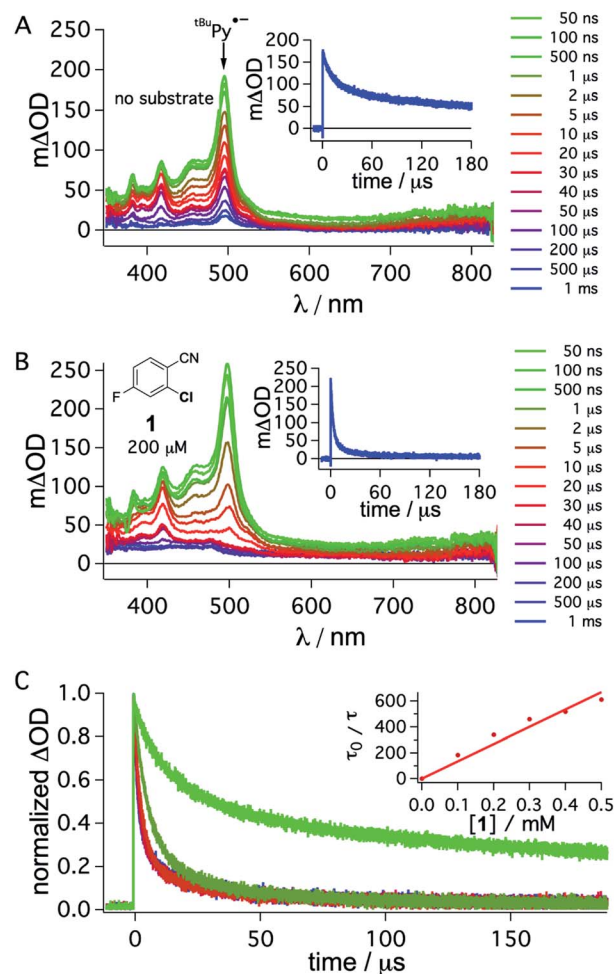 A
tBuPy•−
no substrate
mΔOD
250
200
150
100
50
0
400
500
600
700
800
λ / nm
mΔOD
200
150
100
50
0
0
60
120
180
time / μs
50 ns
100 ns
500 ns
1 μs
2 μs
5 μs
10 μs
20 μs
30 μs
40 μs
50 μs
100 μs
200 μs
500 μs
1 ms
B
CN
F
Cl
1
200 μM
mΔOD
250
200
150
100
50
0
400
500
600
700
800
λ / nm
mΔOD
250
200
150
100
50
0
0
60
120
180
time / μs
50 ns
100 ns
500 ns
1 μs
2 μs
5 μs
10 μs
20 μs
30 μs
40 μs
50 μs
100 μs
200 μs
500 μs
1 ms
C
normalized ΔOD
1.0
0.8
0.6
0.4
0.2
0.0
0
50
100
150
time / μs
τ0 / τ
600
400
200
0
0.0
0.1
0.2
0.3
0.4
0.5
[1] / mM